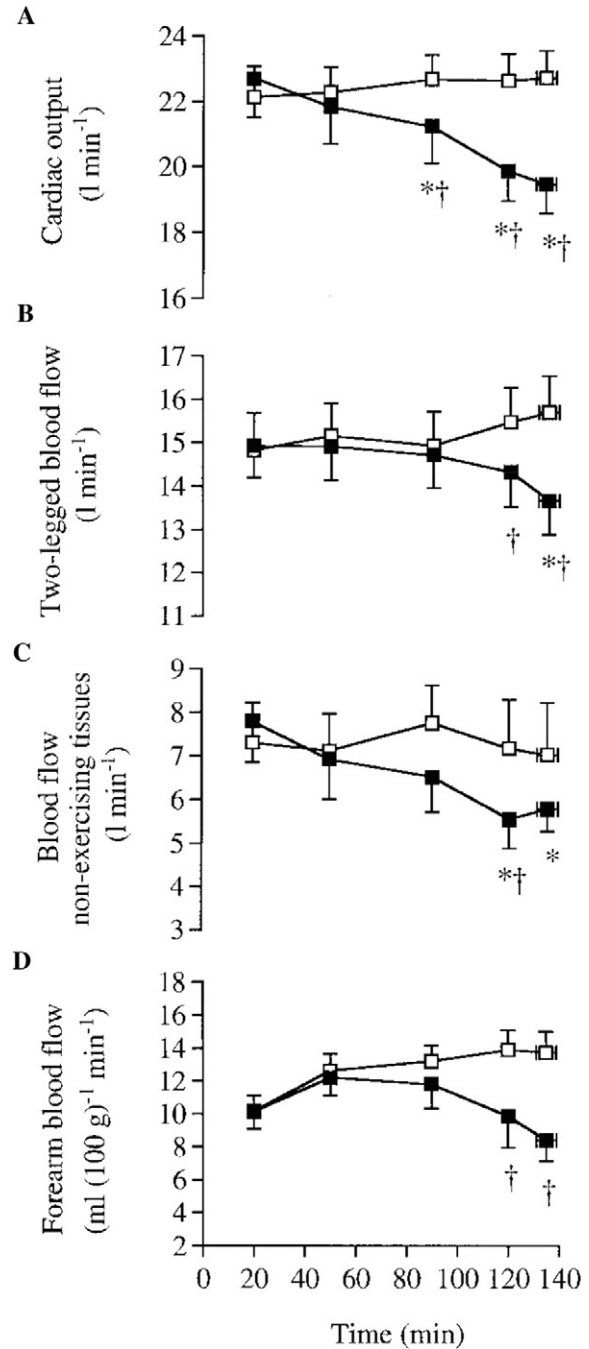 A
24
22
20
18
16
Cardiac output
(l min⁻¹)
*†
*†
*†
B
17
16
15
14
13
12
11
Two-legged blood flow
(l min⁻¹)
†
*†
C
9
8
7
6
5
4
3
Blood flow
non-exercising tissues
(l min⁻¹)
*†
*
D
18
16
14
12
10
8
6
4
2
Forearm blood flow
(ml (100 g)⁻¹ min⁻¹)
†
†
0 20 40 60 80 100 120 140
Time (min)